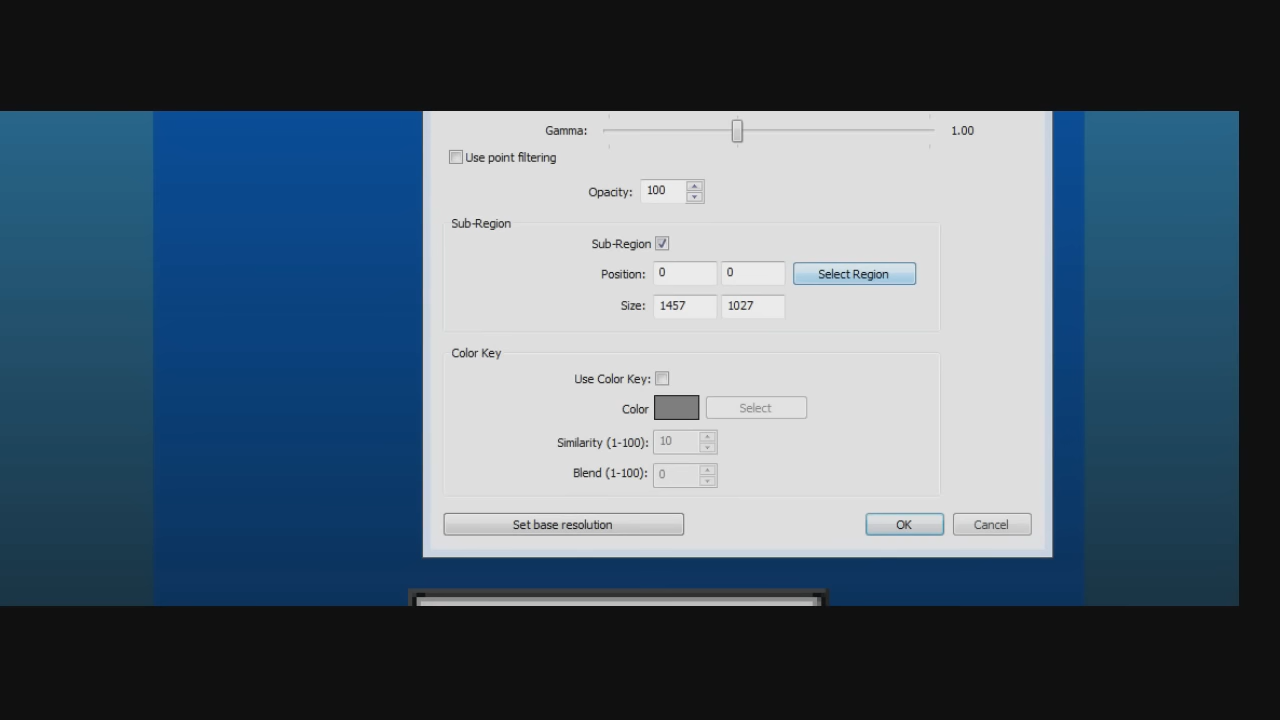 Gamma: 1.00
Use point filtering
Opacity: 100
Sub-Region
Sub-Region
Position: 0 0 Select Region
Size: 1457 1027
Color Key
Use Color Key:
Color Select
Similarity (1-100): 10
Blend (1-100): 0
Set base resolution OK Cancel